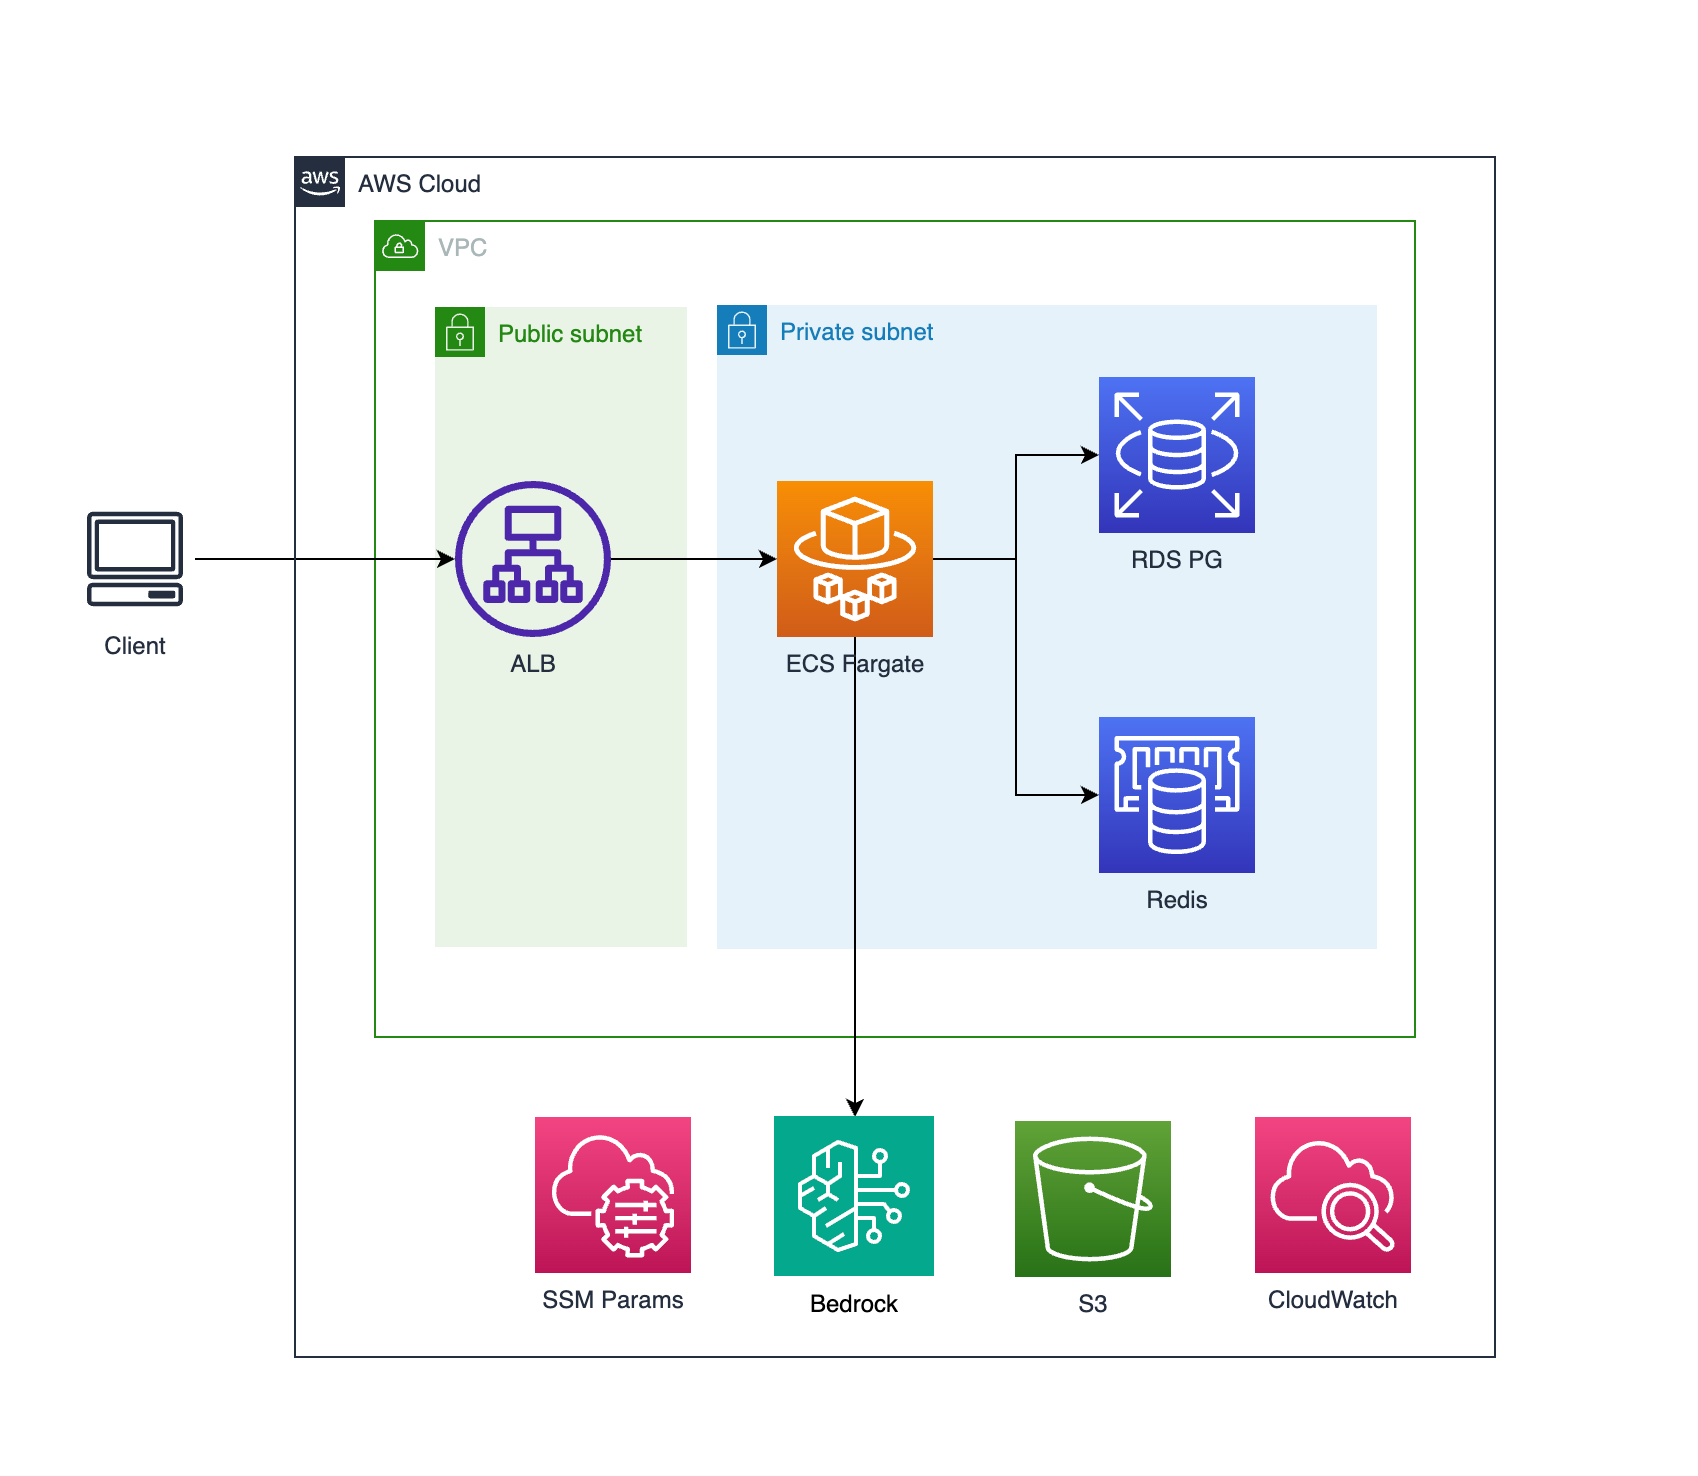 aws
AWS Cloud
VPC
Public subnet
Private subnet
RDS PG
Client
ALB
ECS Fargate
Redis
SSM Params
Bedrock
S3
CloudWatch